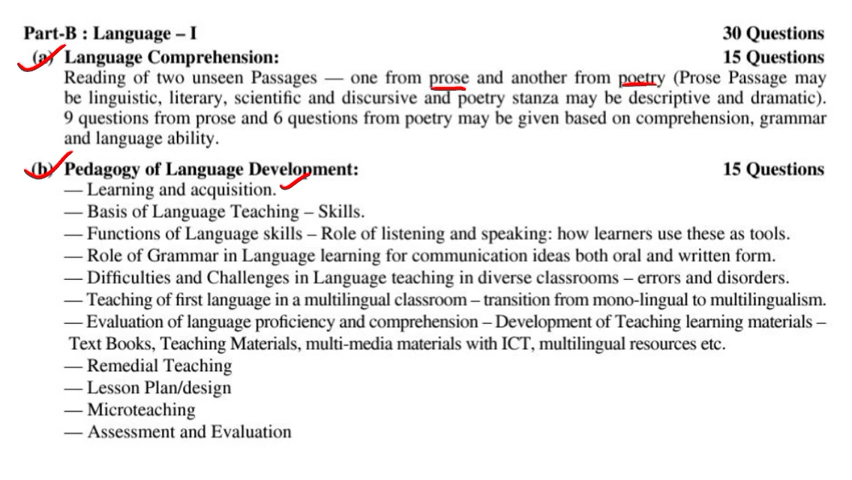 Part-B : Language – I 30 Questions
(a) Language Comprehension: 15 Questions
Reading of two unseen Passages — one from prose and another from poetry (Prose Passage may
be linguistic, literary, scientific and discursive and poetry stanza may be descriptive and dramatic).
9 questions from prose and 6 questions from poetry may be given based on comprehension, grammar
and language ability.
(b) Pedagogy of Language Development: 15 Questions
— Learning and acquisition.
— Basis of Language Teaching – Skills.
— Functions of Language skills – Role of listening and speaking: how learners use these as tools.
— Role of Grammar in Language learning for communication ideas both oral and written form.
— Difficulties and Challenges in Language teaching in diverse classrooms – errors and disorders.
— Teaching of first language in a multilingual classroom – transition from mono-lingual to multilingualism.
— Evaluation of language proficiency and comprehension – Development of Teaching learning materials –
Text Books, Teaching Materials, multi-media materials with ICT, multilingual resources etc.
— Remedial Teaching
— Lesson Plan/design
— Microteaching
— Assessment and Evaluation